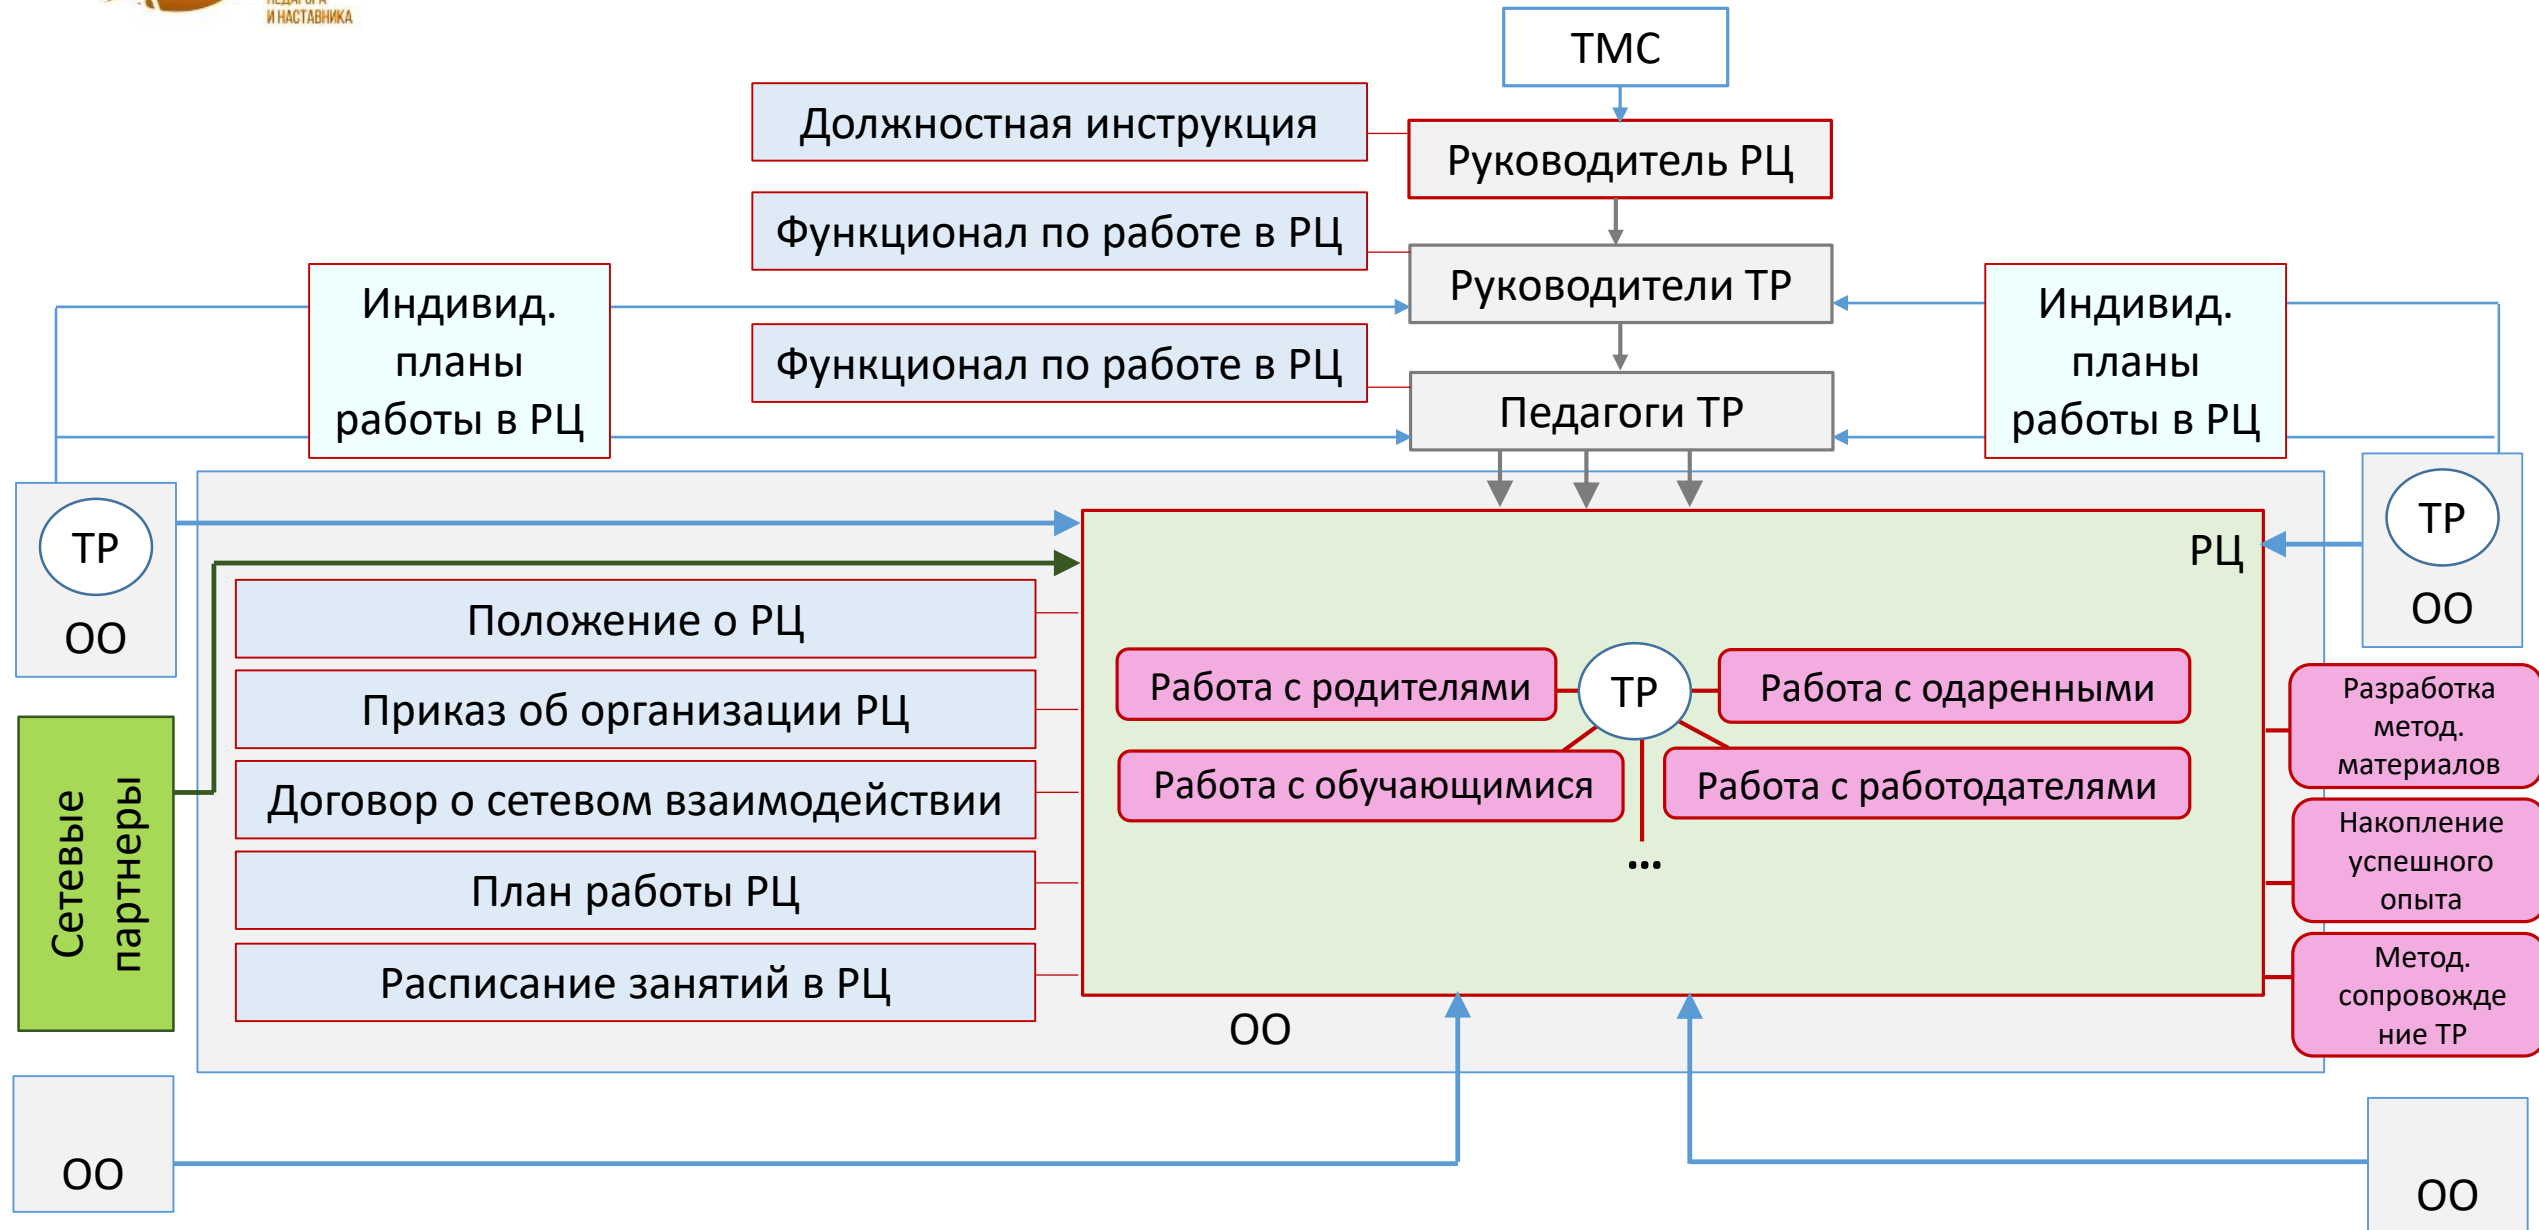 И НАСТАВНИКА
ТМС
Должностная инструкция
Руководитель РЦ
Функционал по работе в РЦ
Руководители ТР
Индивид.
планы
работы в РЦ
Функционал по работе в РЦ
Педагоги ТР
Индивид.
планы
работы в РЦ
ТР
ОО
ТР
ОО
РЦ
Положение о РЦ
Приказ об организации РЦ
Договор о сетевом взаимодействии
План работы РЦ
Расписание занятий в РЦ
Сетевые
партнеры
Работа с родителями
ТР
Работа с одаренными
Работа с обучающимися
Работа с работодателями
...
Разработка
метод.
материалов
Накопление
успешного
опыта
Метод.
сопровожде
ние ТР
ОО
ОО
ОО